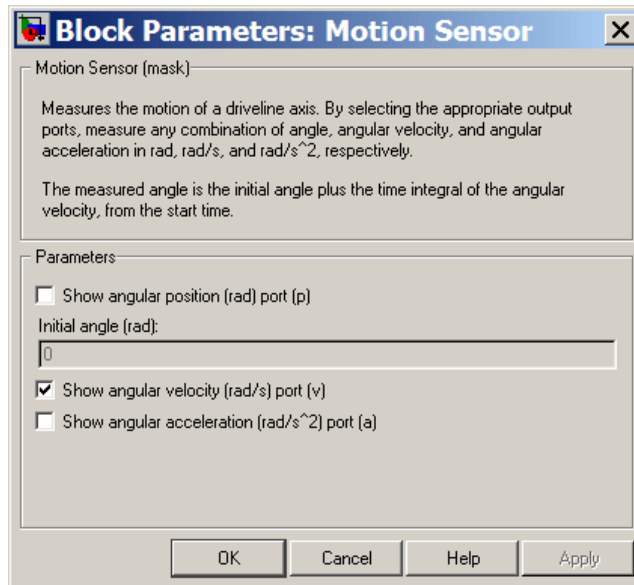 Block Parameters: Motion Sensor
Motion Sensor (mask)
Measures the motion of a driveline axis. By selecting the appropriate output
ports, measure any combination of angle, angular velocity, and angular
acceleration in rad, rad/s, and rad/s^2, respectively.
The measured angle is the initial angle plus the time integral of the angular
velocity, from the start time.
Parameters
Show angular position (rad) port (p)
Initial angle (rad):
0
Show angular velocity (rad/s) port (v)
Show angular acceleration (rad/s^2) port (a)
OK Cancel Help Apply